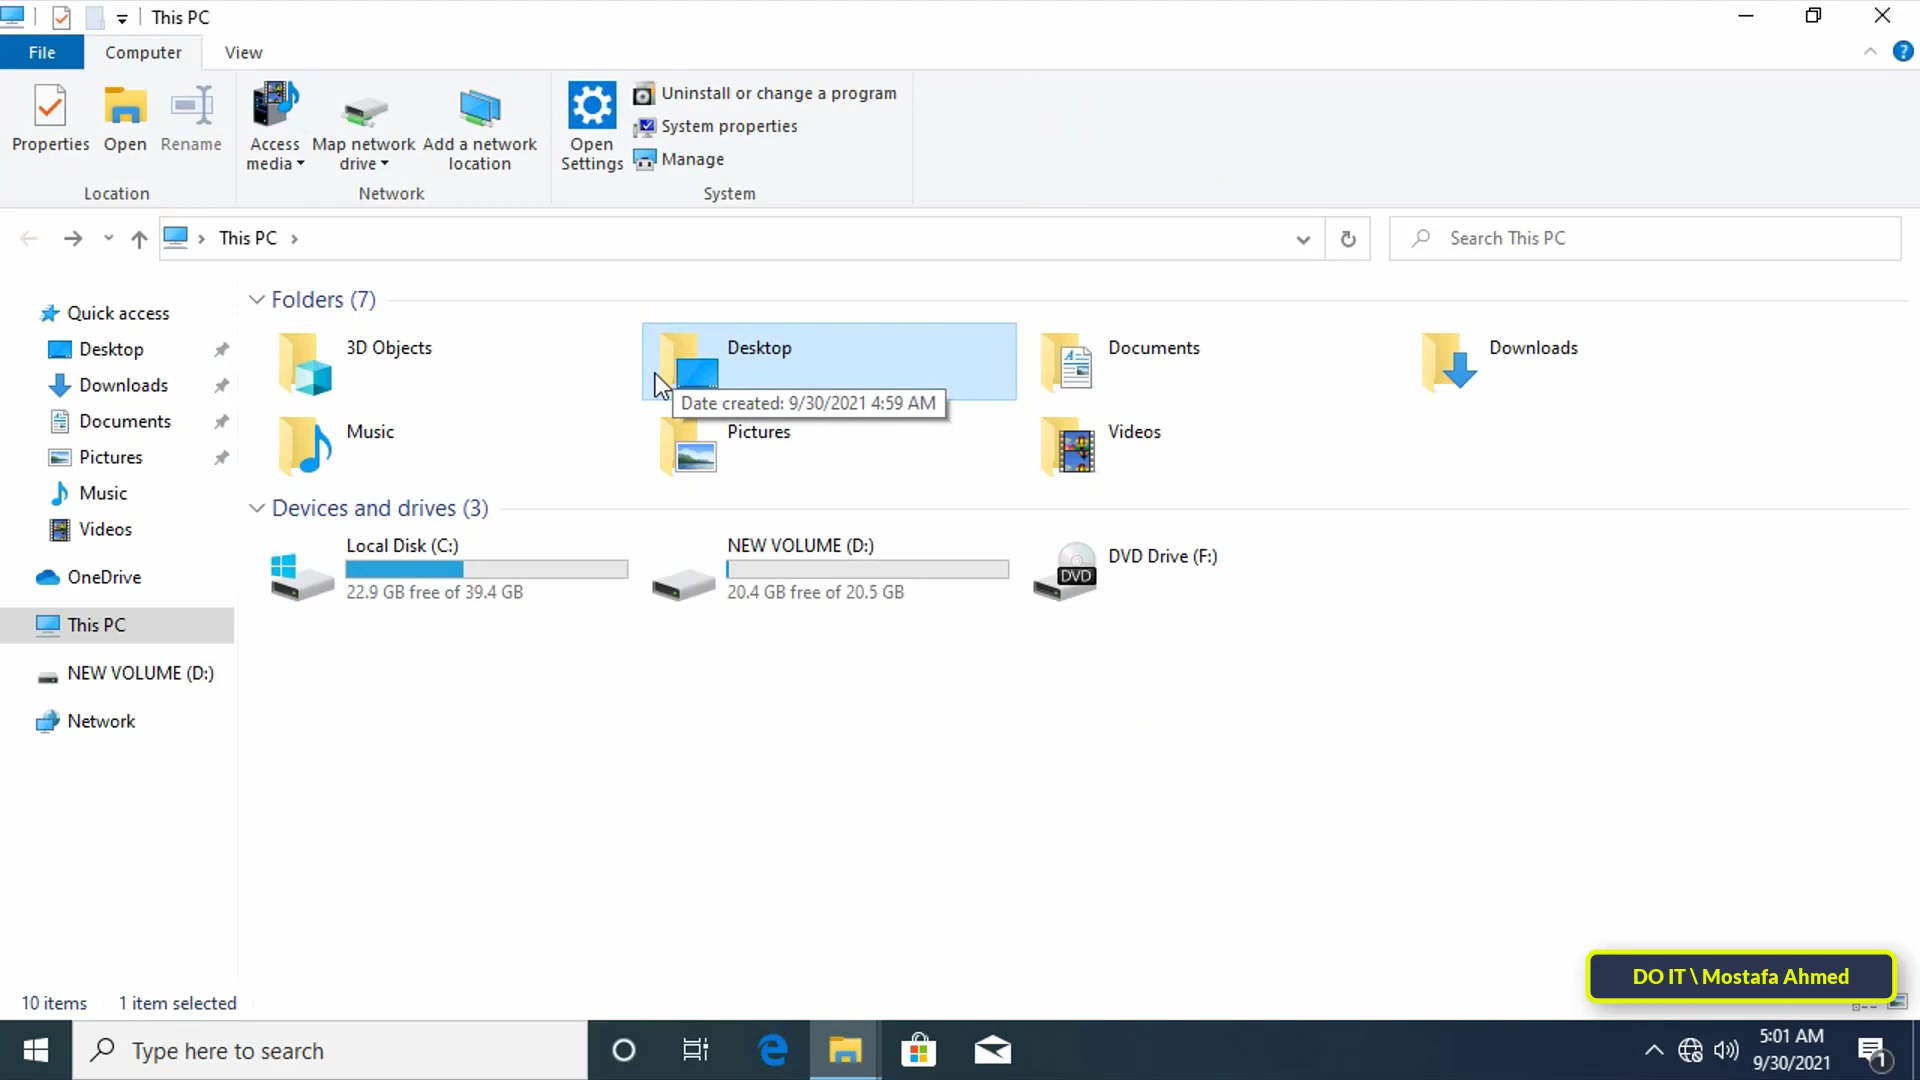 This PC
File
Computer
View
Properties
Open
Rename
Access media
Map network drive
Add a network location
Open Settings
Uninstall or change a program
System properties
Manage
Location
Network
System
This PC
Search This PC
Quick access
Desktop
Downloads
Documents
Pictures
Music
Videos
OneDrive
This PC
NEW VOLUME (D:)
Network
Folders (7)
3D Objects
Desktop
Documents
Downloads
Date created: 9/30/2021 4:59 AM
Music
Pictures
Videos
Devices and drives (3)
Local Disk (C:)
22.9 GB free of 39.4 GB
NEW VOLUME (D:)
20.4 GB free of 20.5 GB
DVD
DVD Drive (F:)
DO IT \ Mostafa Ahmed
10 items
1 item selected
Type here to search
5:01 AM
9/30/2021
1